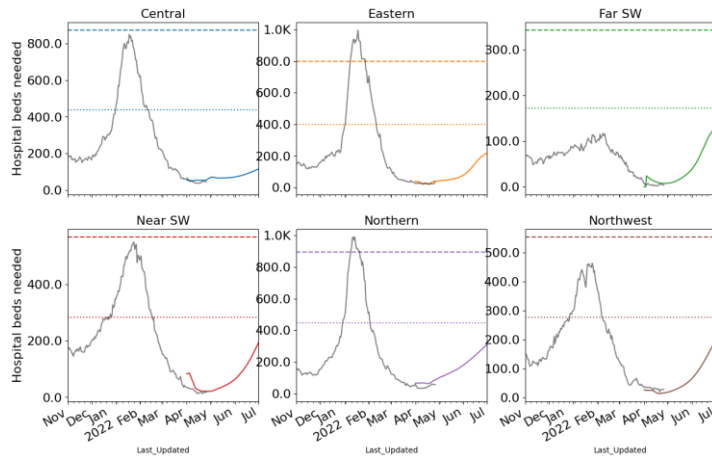 Central
Eastern
Far SW
Hospital beds needed
800.0
600.0
400.0
200.0
0.0
1.0K
800.0
600.0
400.0
200.0
0.0
300.0
200.0
100.0
0.0
Near SW
Northern
Northwest
Hospital beds needed
400.0
200.0
0.0
1.0K
800.0
600.0
400.0
200.0
0.0
500.0
400.0
300.0
200.0
100.0
0.0
Nov Dec Jan 2022 Feb Mar Apr May Jun Jul
Nov Dec Jan 2022 Feb Mar Apr May Jun Jul
Nov Dec Jan 2022 Feb Mar Apr May Jun Jul
Last_Updated
Last_Updated
Last_Updated